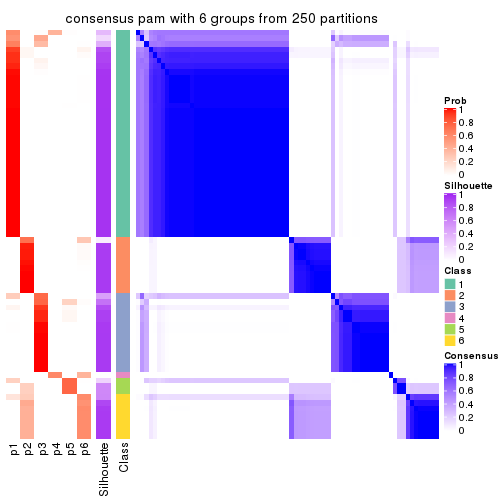 consensus pam with 6 groups from 250 partitions
Prob
1
0.8
0.6
0.4
0.2
0
Silhouette
1
0.8
0.6
0.4
0.2
0
Class
1
2
3
4
5
6
Consensus
1
0.8
0.6
0.4
0.2
0
p1
p2
p3
p4
p5
p6
Silhouette
Class